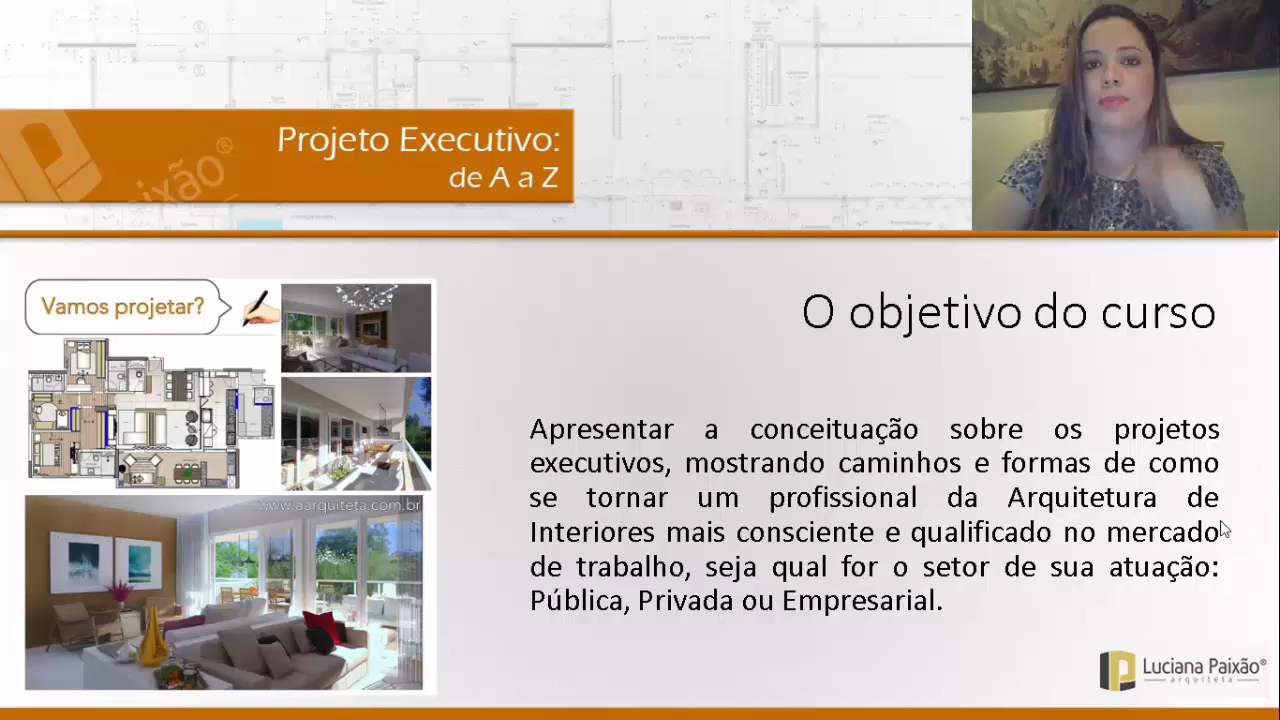 Projeto Executivo:
de A a Z
ixão®
Vamos projetar?
www.aarquiteta.com.br
O objetivo do curso
Apresentar a conceituação sobre os projetos
executivos, mostrando caminhos e formas de como
se tornar um profissional da Arquitetura de
Interiores mais consciente e qualificado no mercado
de trabalho, seja qual for o setor de sua atuação:
Pública, Privada ou Empresarial.
Luciana Paixão®
arquiteta